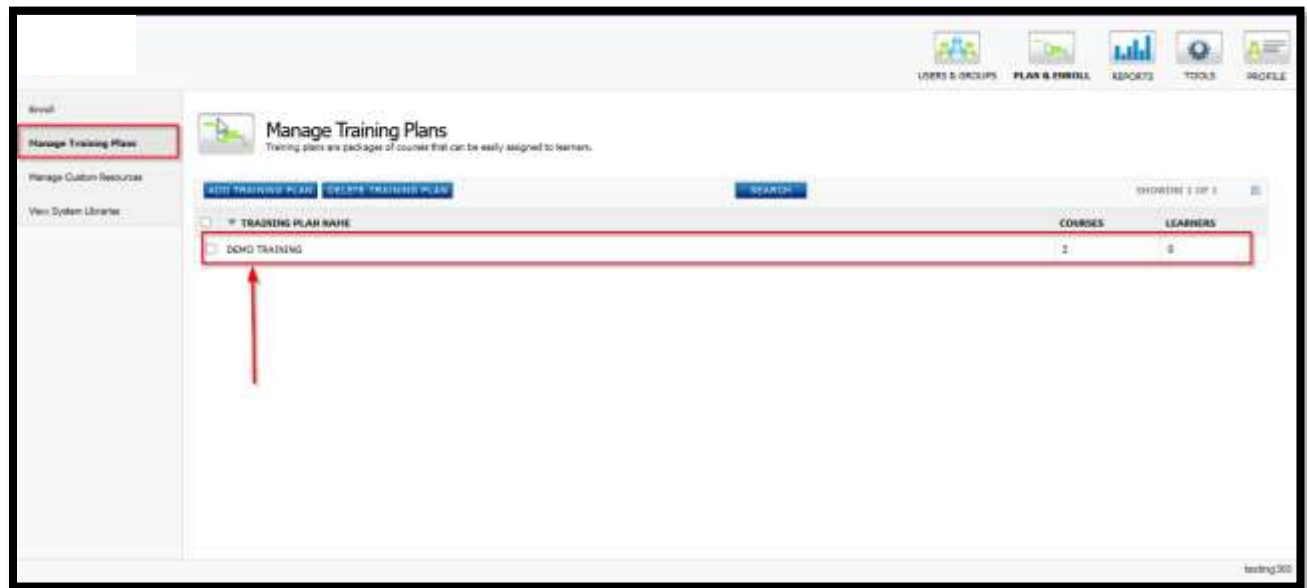 USERS & GROUPS PLAN & ENROLL REPORTS TOOLS PROFILE
Enroll
Manage Training Plans
Manage Custom Resources
View System Libraries
Manage Training Plans
Training plans are packages of courses that can be easily assigned to learners.
ADD TRAINING PLAN DELETE TRAINING PLAN SEARCH SHOWING 1 OF 1
TRAINING PLAN NAME COURSES LEARNERS
DEMO TRAINING 2 0
testing360